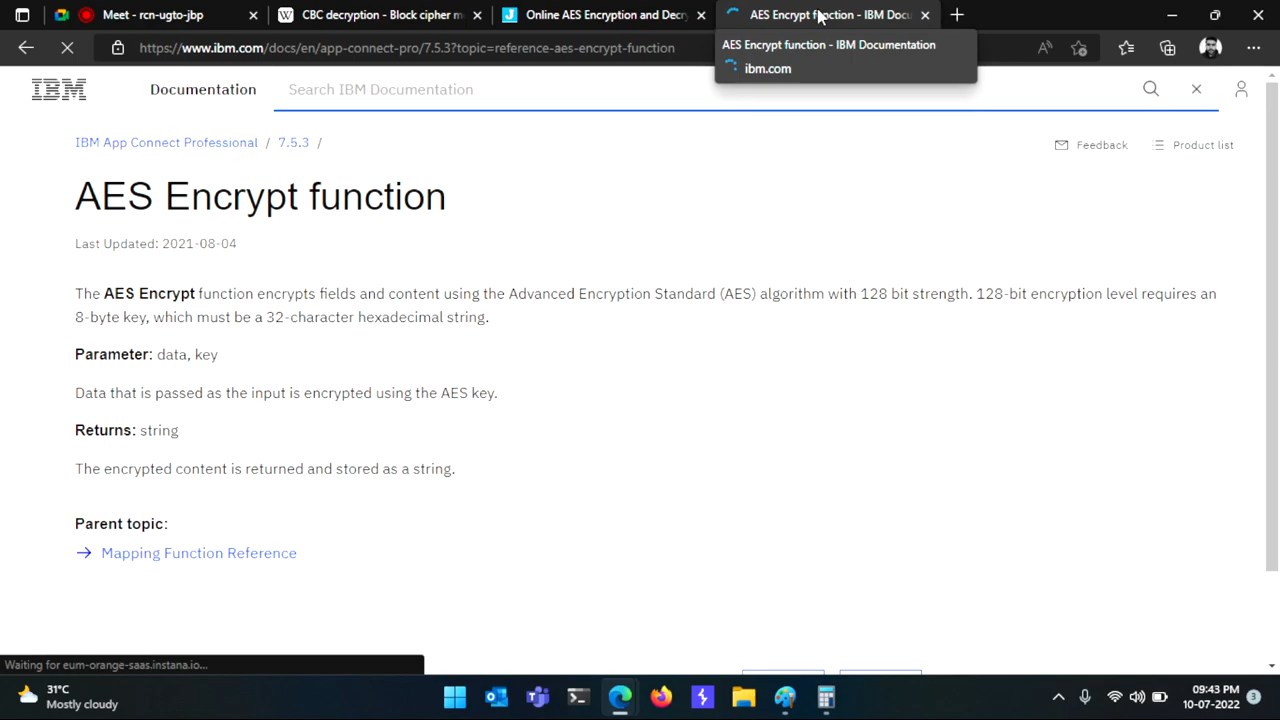 Meet - rcn-ugto-jbp
CBC decryption - Block cipher m
Online AES Encryption and Decry
AES Encrypt function - IBM Docu
https://www.ibm.com/docs/en/app-connect-pro/7.5.3?topic=reference-aes-encrypt-function
AES Encrypt function - IBM Documentation
ibm.com
IBM
Documentation
Search IBM Documentation
IBM App Connect Professional / 7.5.3 /
Feedback
Product list
AES Encrypt function
Last Updated: 2021-08-04
The AES Encrypt function encrypts fields and content using the Advanced Encryption Standard (AES) algorithm with 128 bit strength. 128-bit encryption level requires an
8-byte key, which must be a 32-character hexadecimal string.
Parameter: data, key
Data that is passed as the input is encrypted using the AES key.
Returns: string
The encrypted content is returned and stored as a string.
Parent topic:
→ Mapping Function Reference
Waiting for eum-orange-saas.instana.io...
31°C
Mostly cloudy
09:43 PM
10-07-2022
3